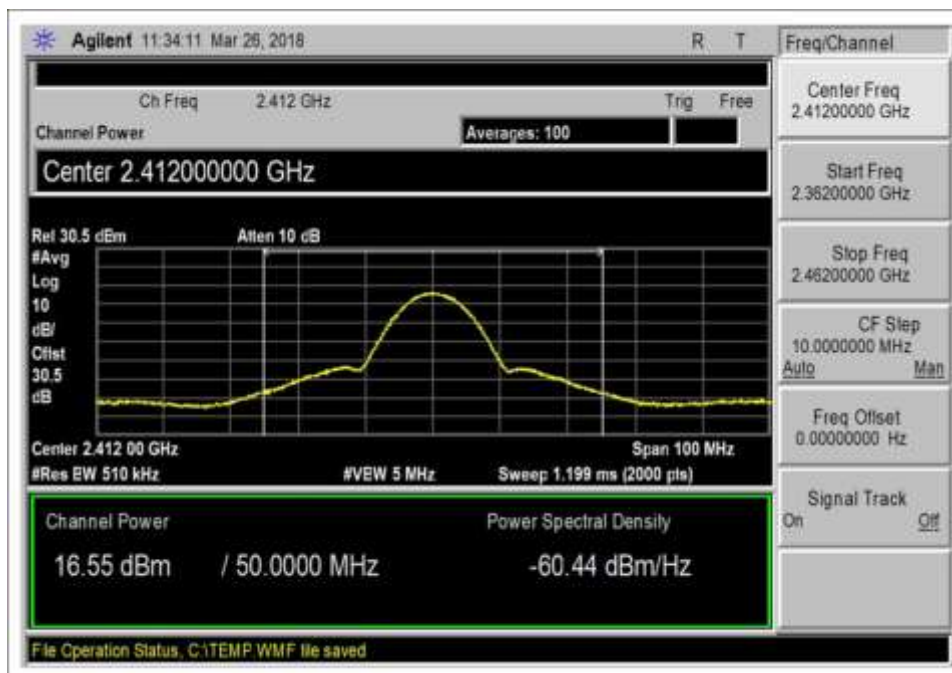 Agilent 11:34:11 Mar 26, 2018 R T
Freq/Channel
Ch Freq 2.412 GHz Trig Free
Channel Power Averages: 100
Center 2.412000000 GHz
Ref 30.5 dBm Atten 10 dB
#Avg
Log
10
dB/
Offst
30.5
dB
Center 2.412 00 GHz Span 100 MHz
#Res BW 510 kHz #VBW 5 MHz Sweep 1.199 ms (2000 pts)
Channel Power Power Spectral Density
16.55 dBm / 50.0000 MHz -60.44 dBm/Hz
File Operation Status, C:\TEMP.WMF file saved
Center Freq
2.41200000 GHz
Start Freq
2.36200000 GHz
Stop Freq
2.46200000 GHz
CF Step
10.0000000 MHz
Auto Man
Freq Offset
0.00000000 Hz
Signal Track
On Off